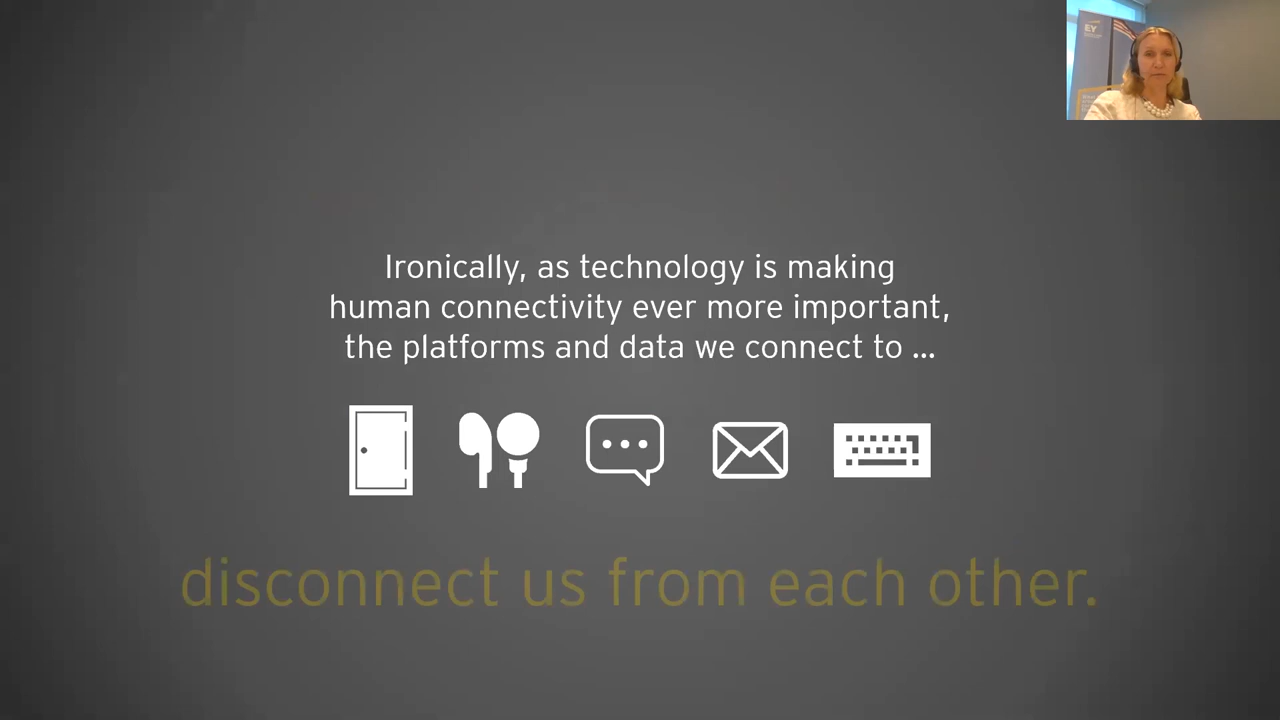 EY
Ironically, as technology is making
human connectivity ever more important,
the platforms and data we connect to ...
disconnect us from each other.